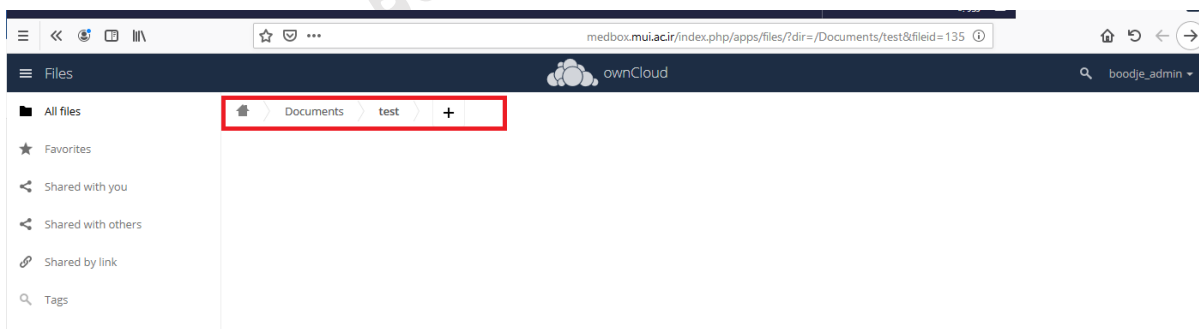 medbox.mui.ac.ir/index.php/apps/files/?dir=/Documents/test&fileid=135
Files
ownCloud
boodje_admin
All files
Documents
test
+
Favorites
Shared with you
Shared with others
Shared by link
Tags